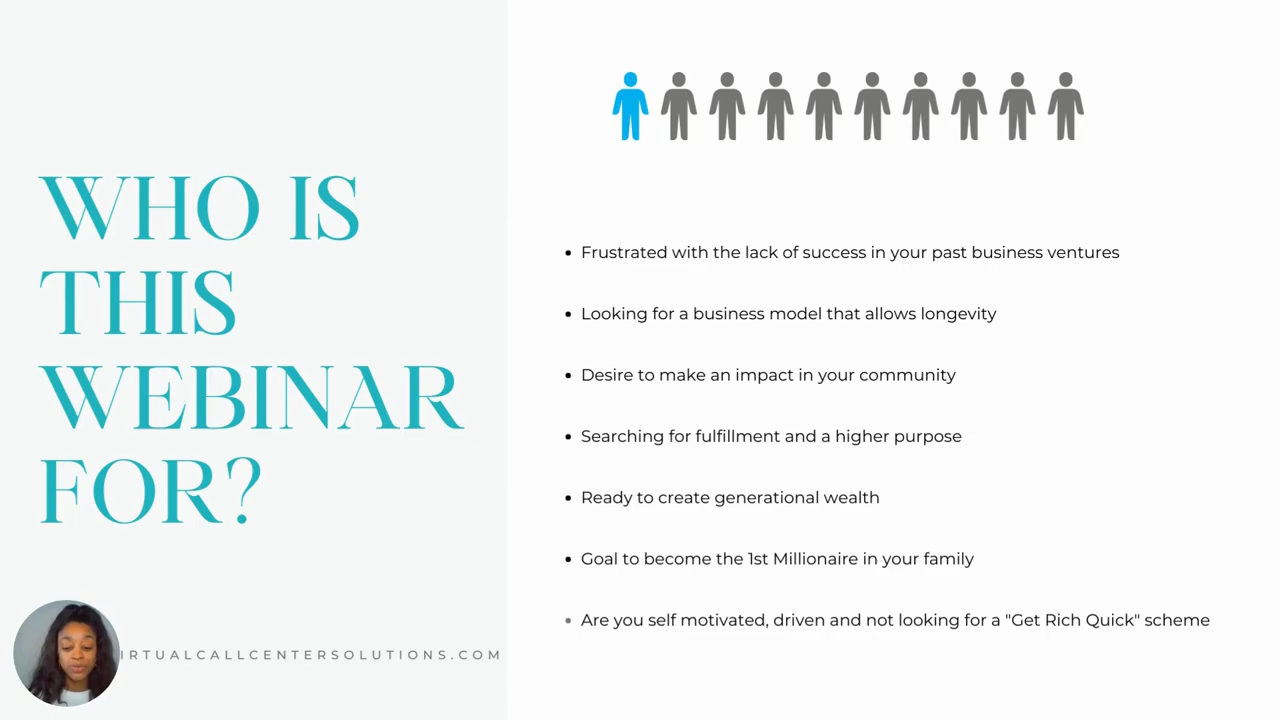 WHO IS
THIS
WEBINAR
FOR?
IRTUALCALLCENTERSOLUTIONS.COM
Frustrated with the lack of success in your past business ventures
Looking for a business model that allows longevity
Desire to make an impact in your community
Searching for fulfillment and a higher purpose
Ready to create generational wealth
Goal to become the 1st Millionaire in your family
Are you self motivated, driven and not looking for a "Get Rich Quick" scheme